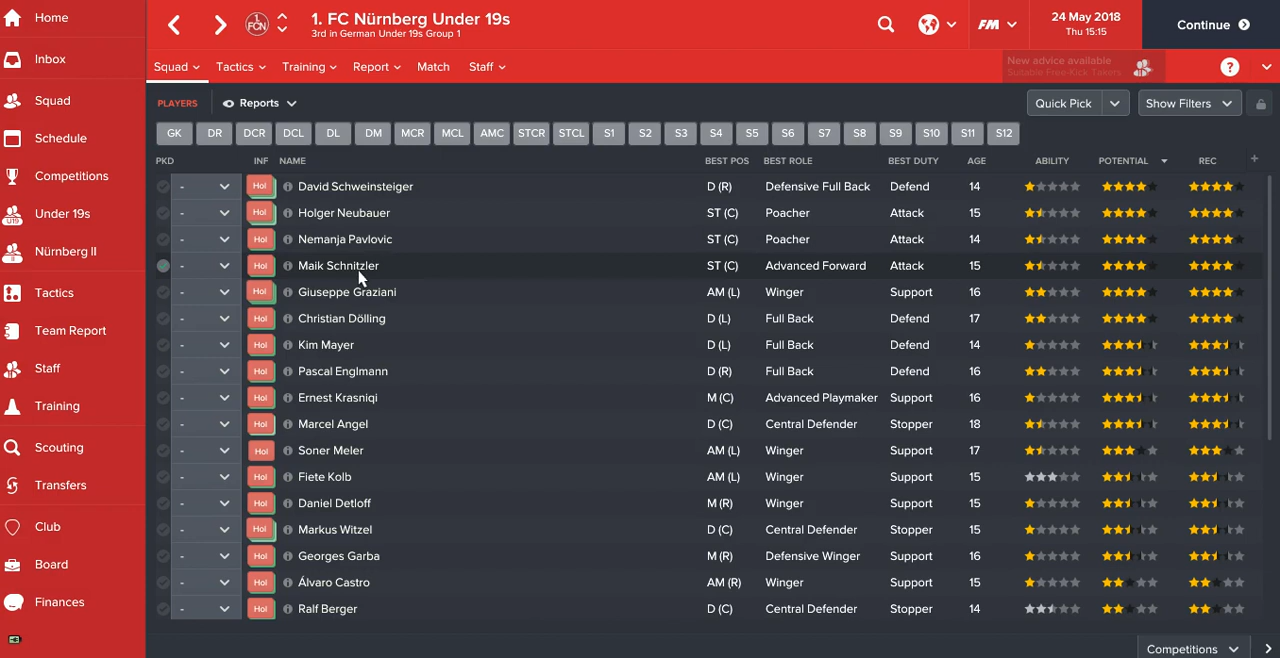 Home
Inbox
Squad
Schedule
Competitions
Under 19s
Nürnberg II
Tactics
Team Report
Staff
Training
Scouting
Transfers
Club
Board
Finances
1. FC Nürnberg Under 19s
3rd in German Under 19s Group 1
FM
24 May 2018
Thu 15:15
Continue
Squad Tactics Training Report Match Staff
New advice available
Suitable Free-Kick Takers
?
PLAYERS Reports Quick Pick Show Filters
GK DR DCR DCL DL DM MCR MCL AMC STCR STCL S1 S2 S3 S4 S5 S6 S7 S8 S9 S10 S11 S12
PKD INF NAME BEST POS BEST ROLE BEST DUTY AGE ABILITY POTENTIAL REC +
- Hol David Schweinsteiger D (R) Defensive Full Back Defend 14
- Hol Holger Neubauer ST (C) Poacher Attack 15
- Hol Nemanja Pavlovic ST (C) Poacher Attack 14
- Hol Maik Schnitzler ST (C) Advanced Forward Attack 15
- Hol Giuseppe Graziani AM (L) Winger Support 16
- Hol Christian Dölling D (L) Full Back Defend 17
- Hol Kim Mayer D (L) Full Back Defend 14
- Hol Pascal Englmann D (R) Full Back Defend 16
- Hol Ernest Krasniqi M (C) Advanced Playmaker Support 16
- Hol Marcel Angel D (C) Central Defender Stopper 18
- Hol Soner Meler AM (L) Winger Support 17
- Hol Fiete Kolb AM (L) Winger Support 15
- Hol Daniel Detloff M (R) Winger Support 15
- Hol Markus Witzel D (C) Central Defender Stopper 15
- Hol Georges Garba M (R) Defensive Winger Support 16
- Hol Álvaro Castro AM (R) Winger Support 15
- Hol Ralf Berger D (C) Central Defender Stopper 14
Competitions